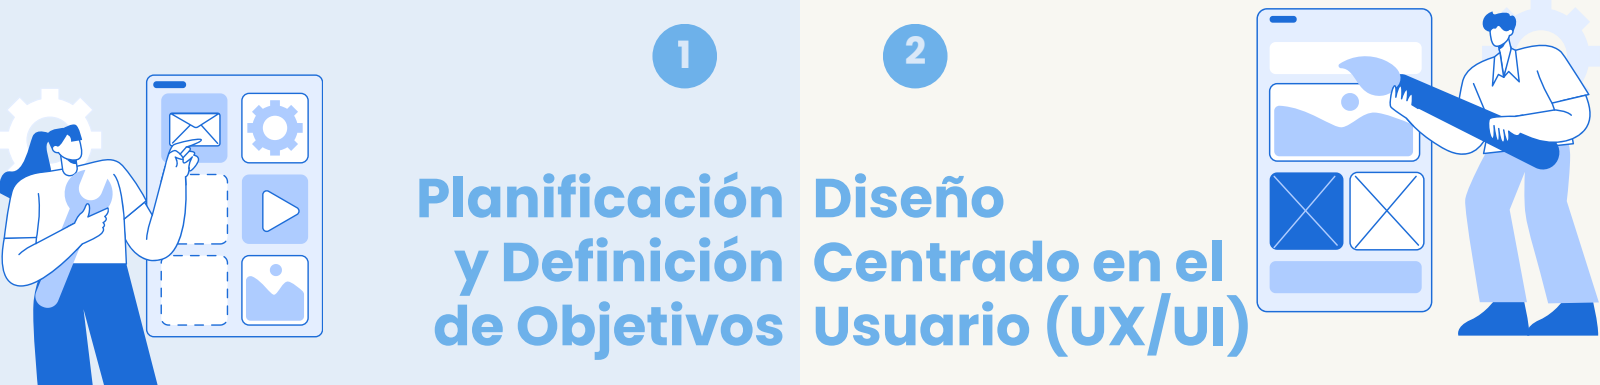 1
Planificación
y Definición
de Objetivos
2
Diseño
Centrado en el
Usuario (UX/UI)